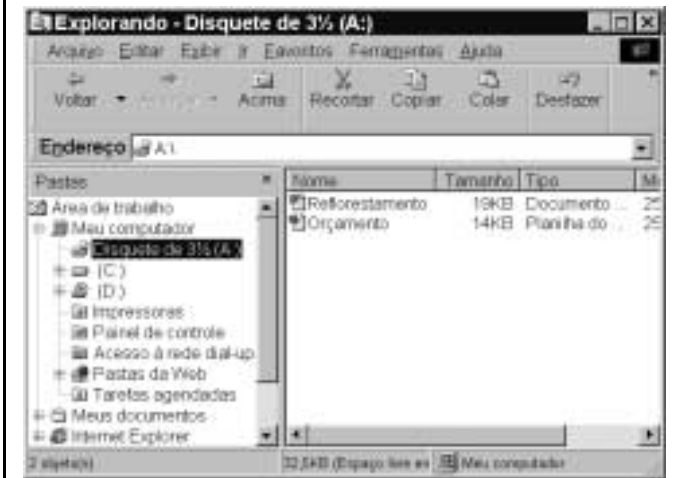 Explorando - Disquete de 3½ (A:)
Arquivo Editar Exibir Ir Favoritos Ferramentas Ajuda
Voltar Acima Recortar Copiar Colar Desfazer
Endereço A:\
Pastas
Nome Tamanho Tipo
Área de trabalho
Meu computador
Disquete de 3½ (A:)
(C:)
(D:)
Impressoras
Painel de controle
Acesso à rede dial-up
Pastas da Web
Tarefas agendadas
Meus documentos
Internet Explorer
Reflorestamento 19KB Documento ... 25
Orçamento 14KB Planilha do ... 25
2 objeto(s) 32,5KB (Espaço livre em Meu computador